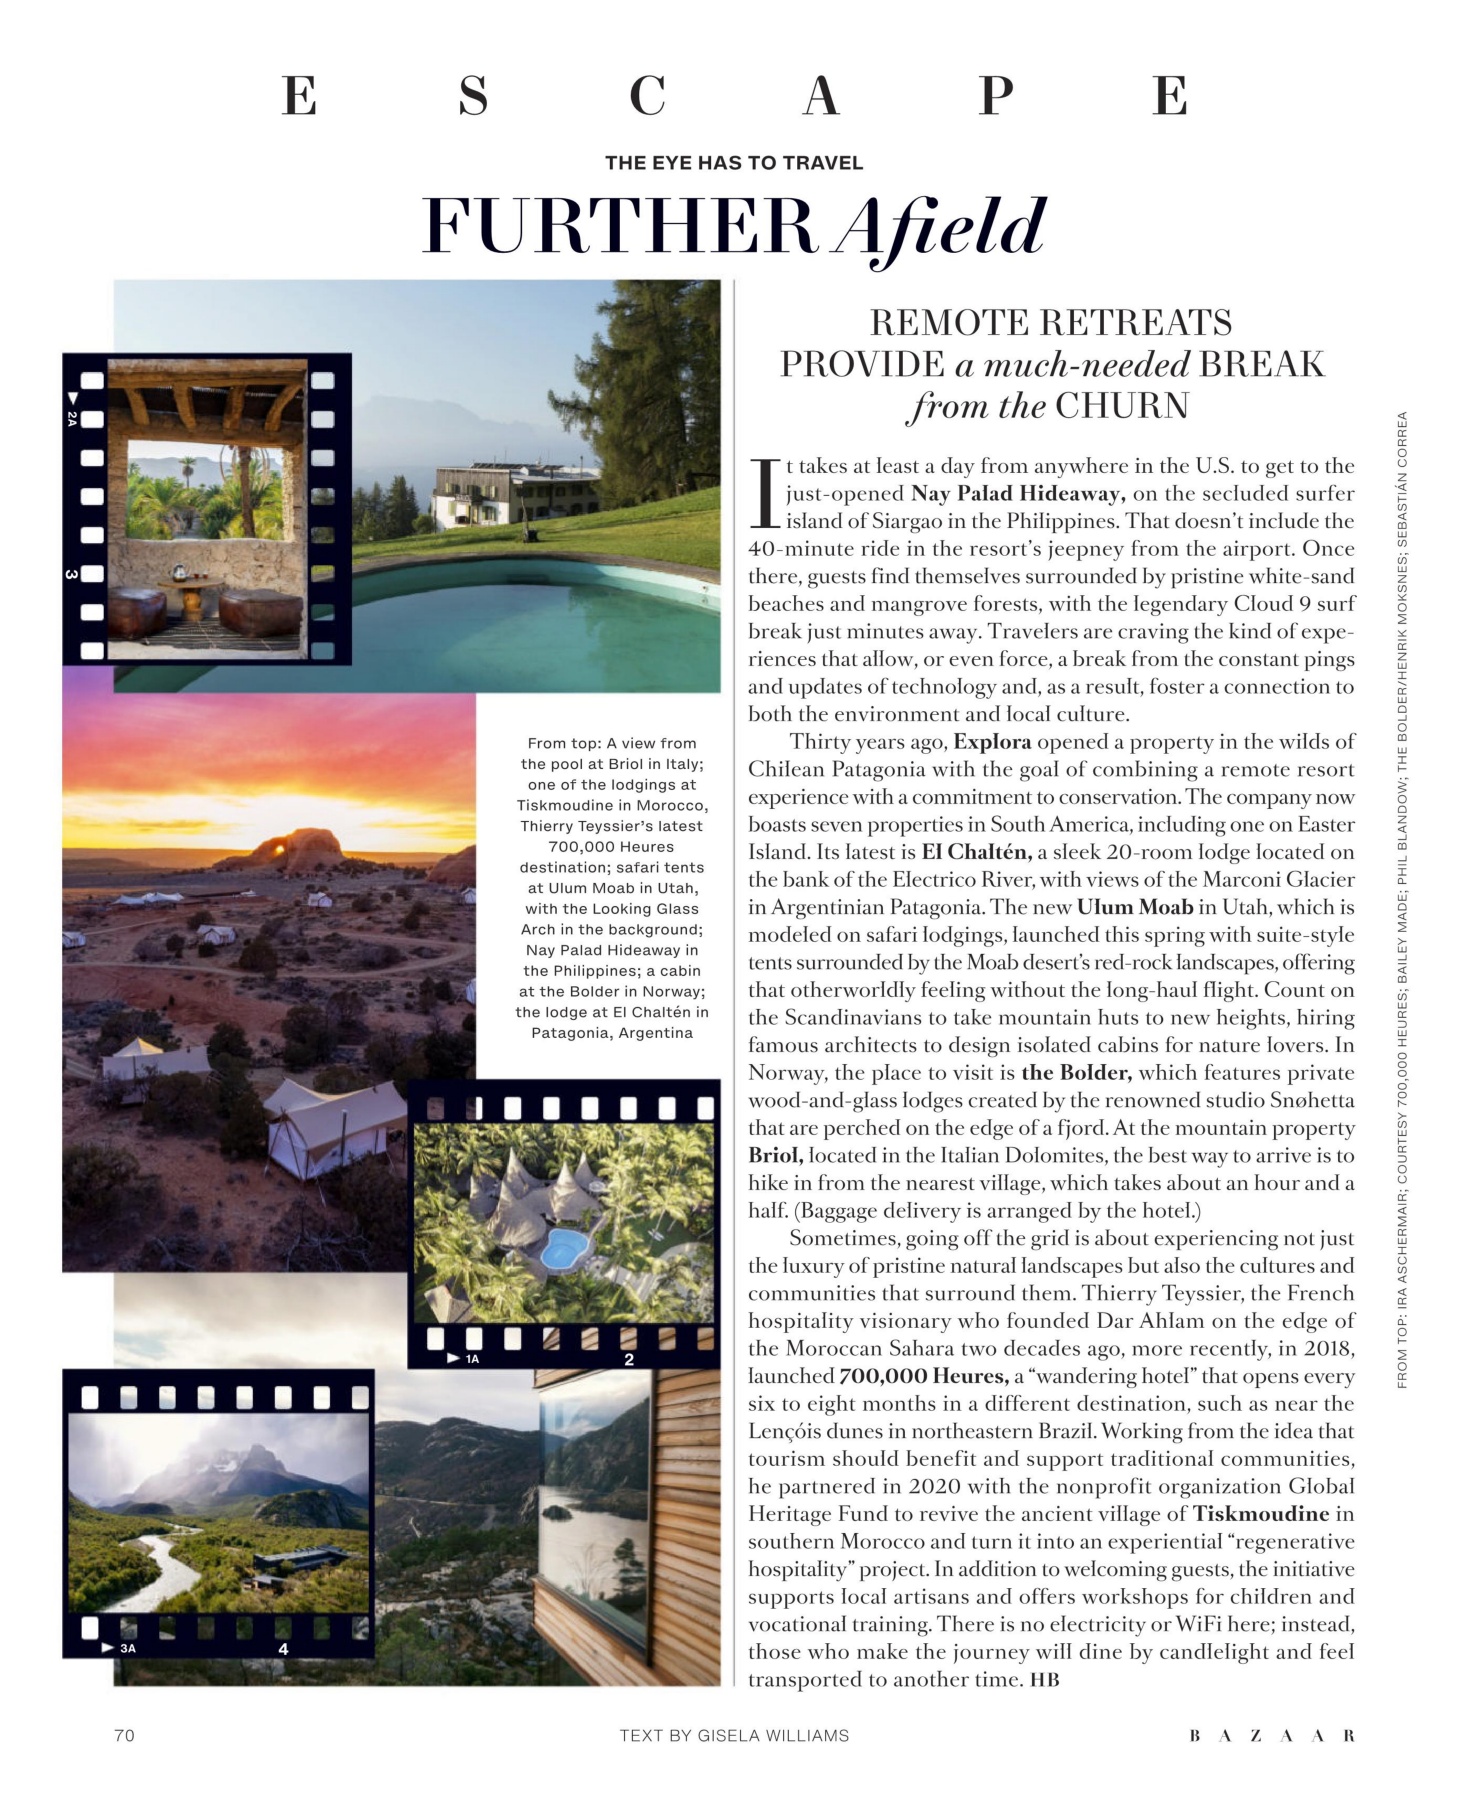 E S C A P E
THE EYE HAS TO TRAVEL
FURTHER Afield
REMOTE RETREATS
PROVIDE a much-needed BREAK
from the CHURN
It takes at least a day from anywhere in the U.S. to get to the
just-opened Nay Palad Hideaway, on the secluded surfer
island of Siargao in the Philippines. That doesn't include the
40-minute ride in the resort's jeepney from the airport. Once
there, guests find themselves surrounded by pristine white-sand
beaches and mangrove forests, with the legendary Cloud 9 surf
break just minutes away. Travelers are craving the kind of expe-
riences that allow, or even force, a break from the constant pings
and updates of technology and, as a result, foster a connection to
both the environment and local culture.
Thirty years ago, Explora opened a property in the wilds of
Chilean Patagonia with the goal of combining a remote resort
experience with a commitment to conservation. The company now
boasts seven properties in South America, including one on Easter
Island. Its latest is El Chaltén, a sleek 20-room lodge located on
the bank of the Electrico River, with views of the Marconi Glacier
in Argentinian Patagonia. The new Ulum Moab in Utah, which is
modeled on safari lodgings, launched this spring with suite-style
tents surrounded by the Moab desert's red-rock landscapes, offering
that otherworldly feeling without the long-haul flight. Count on
the Scandinavians to take mountain huts to new heights, hiring
famous architects to design isolated cabins for nature lovers. In
Norway, the place to visit is the Bolder, which features private
wood-and-glass lodges created by the renowned studio Snøhetta
that are perched on the edge of a fjord. At the mountain property
Briol, located in the Italian Dolomites, the best way to arrive is to
hike in from the nearest village, which takes about an hour and a
half. (Baggage delivery is arranged by the hotel.)
Sometimes, going off the grid is about experiencing not just
the luxury of pristine natural landscapes but also the cultures and
communities that surround them. Thierry Teyssier, the French
hospitality visionary who founded Dar Ahlam on the edge of
the Moroccan Sahara two decades ago, more recently, in 2018,
launched 700,000 Heures, a “wandering hotel” that opens every
six to eight months in a different destination, such as near the
Lençóis dunes in northeastern Brazil. Working from the idea that
tourism should benefit and support traditional communities,
he partnered in 2020 with the nonprofit organization Global
Heritage Fund to revive the ancient village of Tiskmoudine in
southern Morocco and turn it into an experiential “regenerative
hospitality” project. In addition to welcoming guests, the initiative
supports local artisans and offers workshops for children and
vocational training. There is no electricity or WiFi here; instead,
those who make the journey will dine by candlelight and feel
transported to another time. HB
2A
3
From top: A view from
the pool at Briol in Italy;
one of the lodgings at
Tiskmoudine in Morocco,
Thierry Teyssier's latest
700,000 Heures
destination; safari tents
at Ulum Moab in Utah,
with the Looking Glass
Arch in the background;
Nay Palad Hideaway in
the Philippines; a cabin
at the Bolder in Norway;
the lodge at El Chaltén in
Patagonia, Argentina
1A
2
3A
4
FROM TOP: IRA ASCHERMAIR; COURTESY 700,000 HEURES; BAILEY MADE; PHIL BLANDOW; THE BOLDER/HENRIK MOKSNES; SEBASTIÁN CORREA
70
TEXT BY GISELA WILLIAMS
B A Z A A R